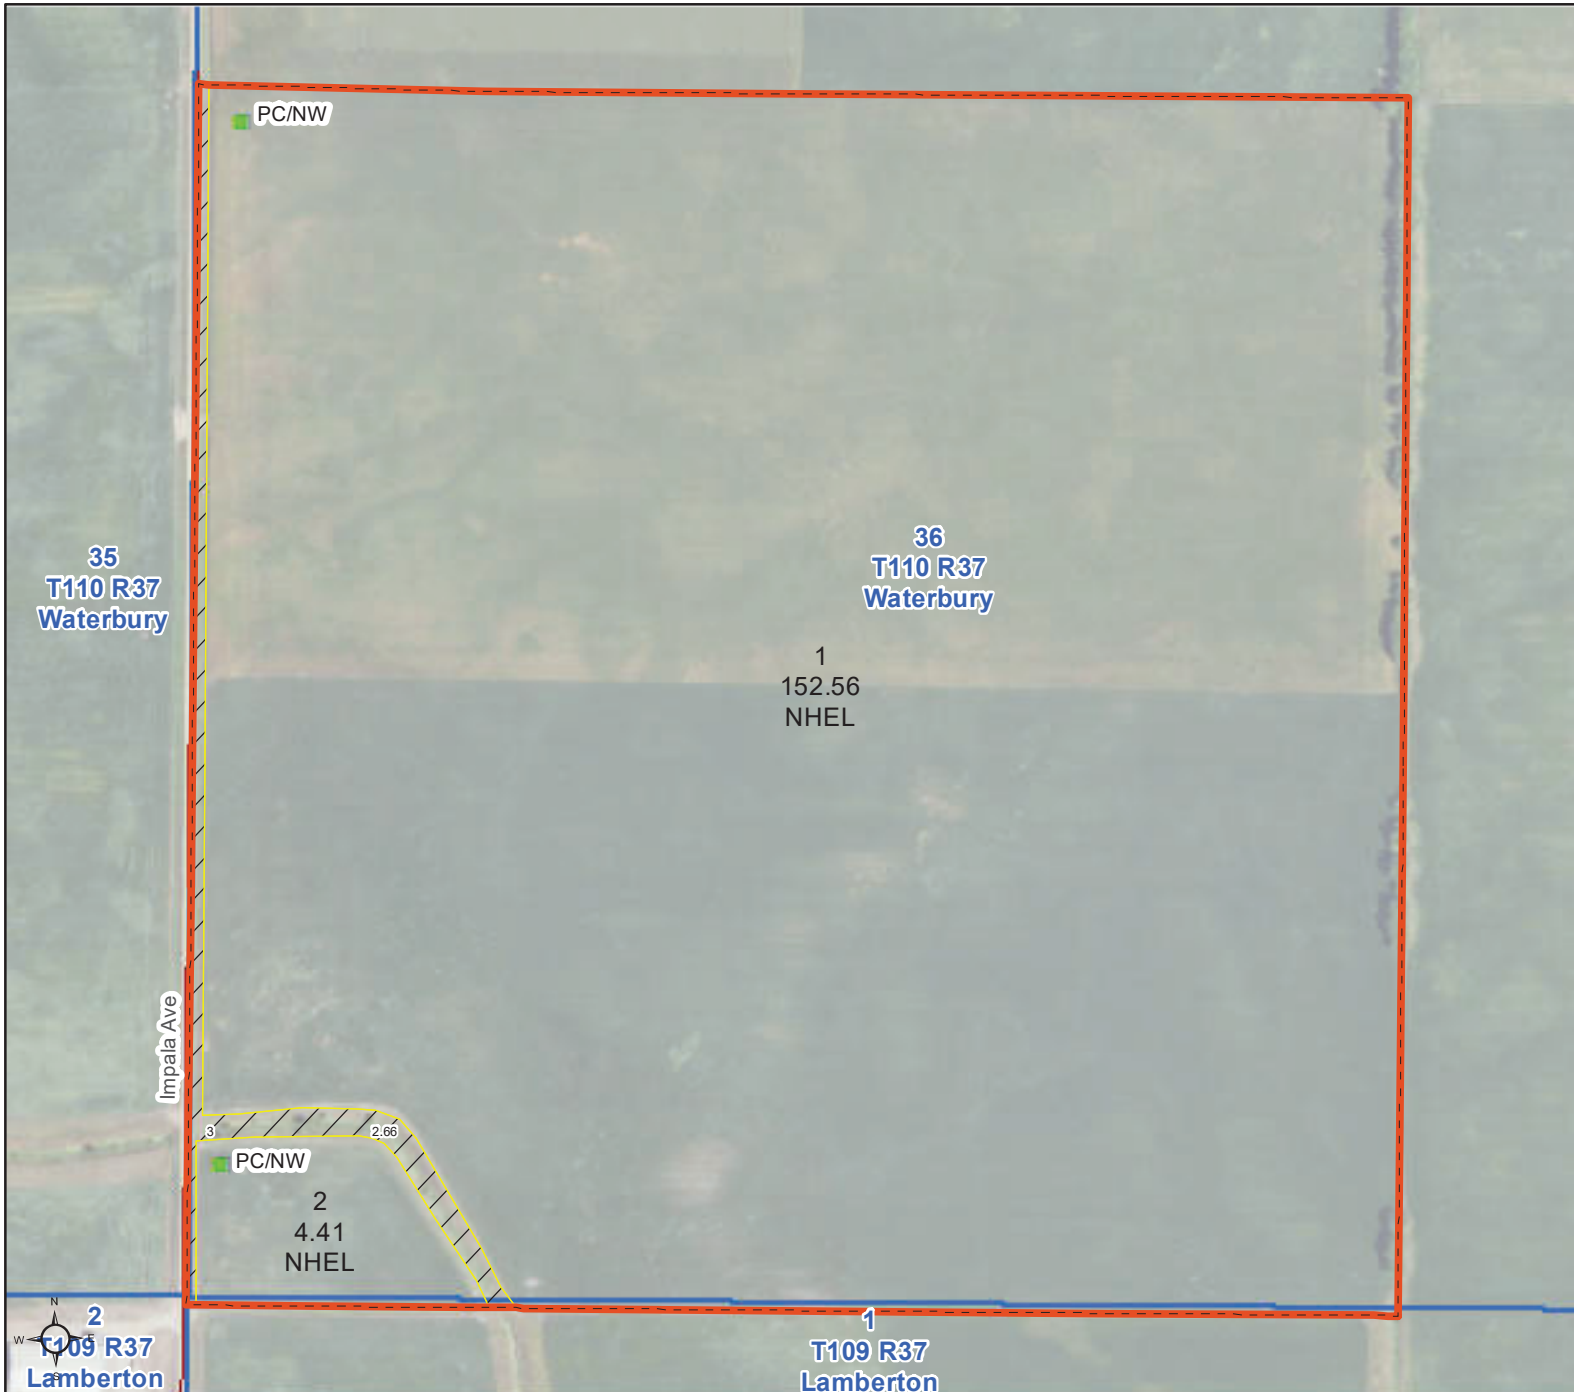 PC/NW
35
T110 R37
Waterbury
36
T110 R37
Waterbury
1
152.56
NHEL
Impala Ave
3
2.66
PC/NW
2
4.41
NHEL
N
W
E
S
2
T109 R37
Lamberton
1
T109 R37
Lamberton